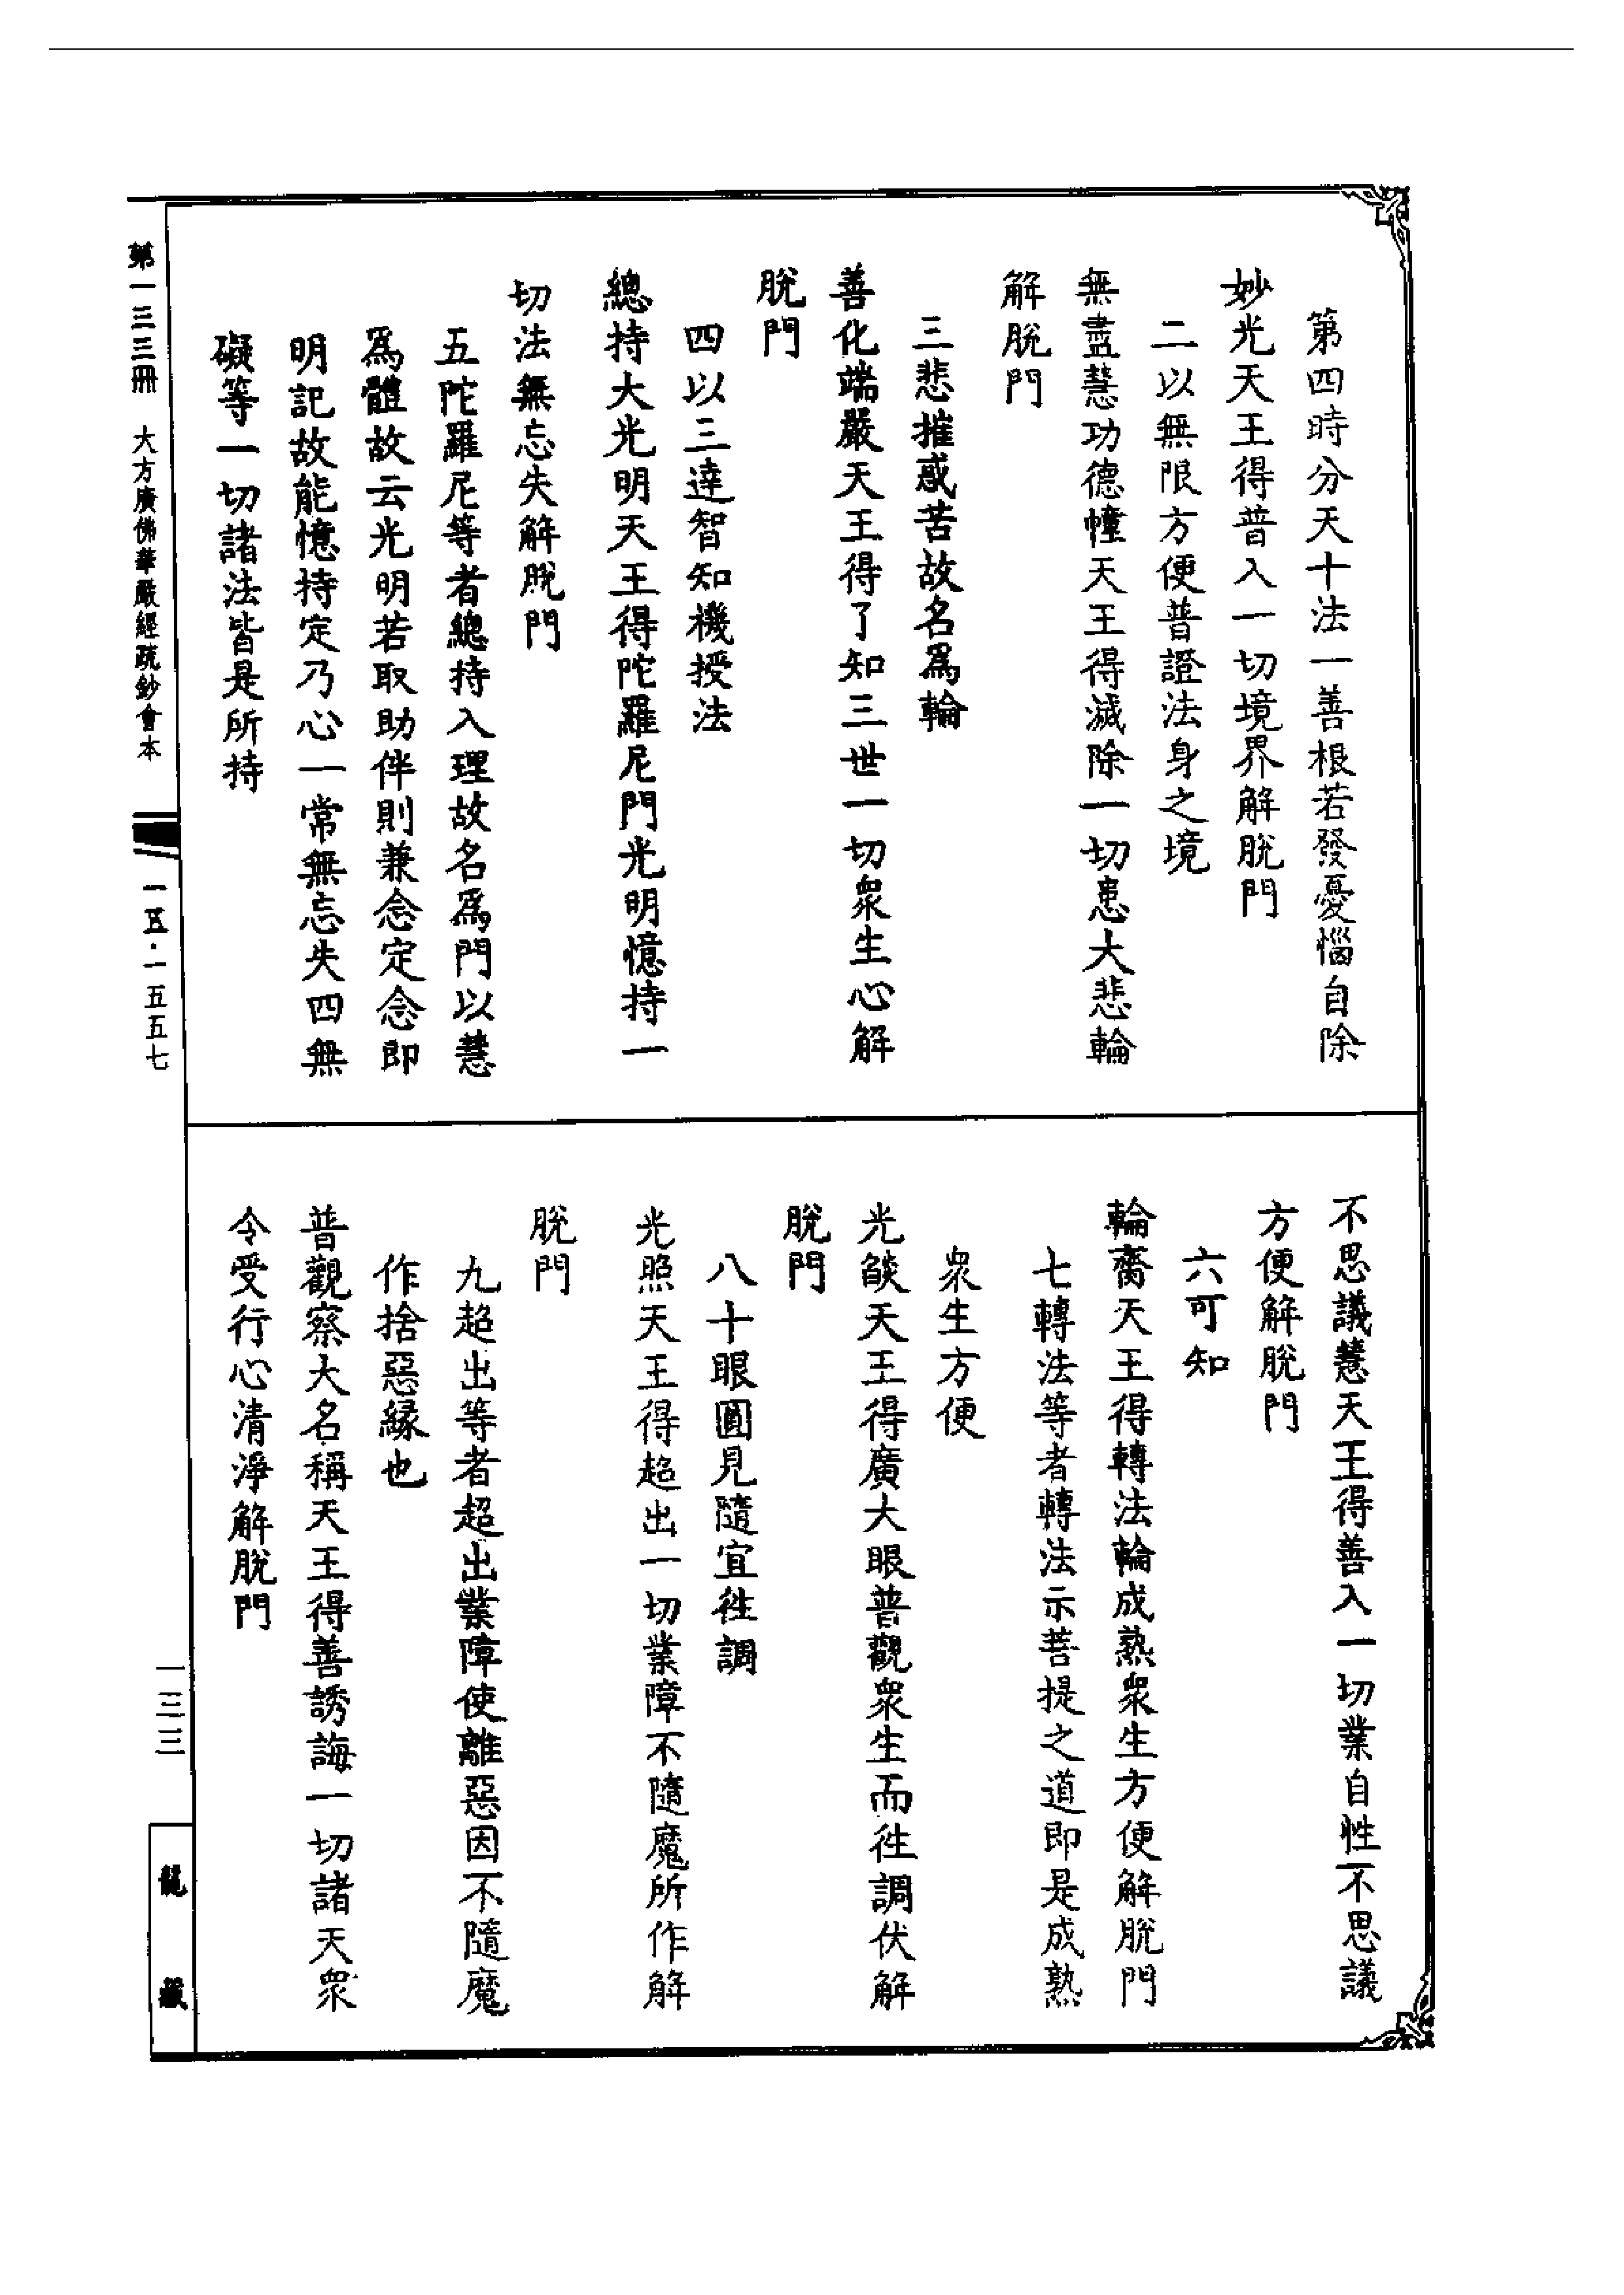 第四時分天十法一善根若發憂惱自除
妙光天王得普入一切境界解脫門
二以無限方便普證法身之境
無盡慧功德幢天王得滅除一切患大悲輪
解脫門
三悲摧惑苦故名爲輪
善化端嚴天王得了知三世一切衆生心解
脫門
四以三達智知機授法
總持大光明天王得陀羅尼門光明憶持一
切法無忘失解脫門
五陀羅尼等者總持入理故名爲門以慧
爲體故云光明若取助伴則兼念定念即
明記故能憶持定乃心一常無忘失四無
礙等一切諸法皆是所持
不思議慧天王得善入一切業自性不思議
方便解脫門
六可知
輪臍天王得轉法輪成熟衆生方便解脫門
七轉法等者轉法示菩提之道即是成熟
衆生方便
光燄天王得廣大眼普觀衆生而徃調伏解
脫門
八十眼圓見隨宜徃調
光照天王得超出一切業障不隨魔所作解
脫門
九超出等者超出業障使離惡因不隨魔
作捨惡緣也
普觀察大名稱天王得善誘誨一切諸天衆
令受行心清淨解脫門
第一三三冊 大方廣佛華嚴經疏鈔會本
一五·一五五七
一三三
龍藏